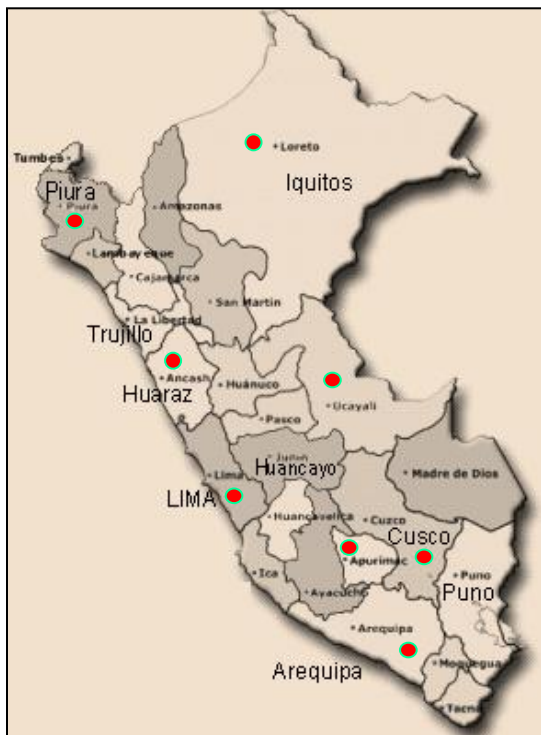 Loreto
Tumbes
Iquitos
Piura
Piura
Amazonas
Lambayeque
Cajamarca
San Martin
La Libertad
Trujillo
Ancash
Huánuco
Huaraz
Ucayali
Pasco
Junin
Huancayo
Lima
Madre de Dios
LIMA
Huancavelica
Cuzco
Cusco
Apurimac
Ica
Puno
Ayacucho
Puno
Arequipa
Arequipa
Moquegua
Tacna